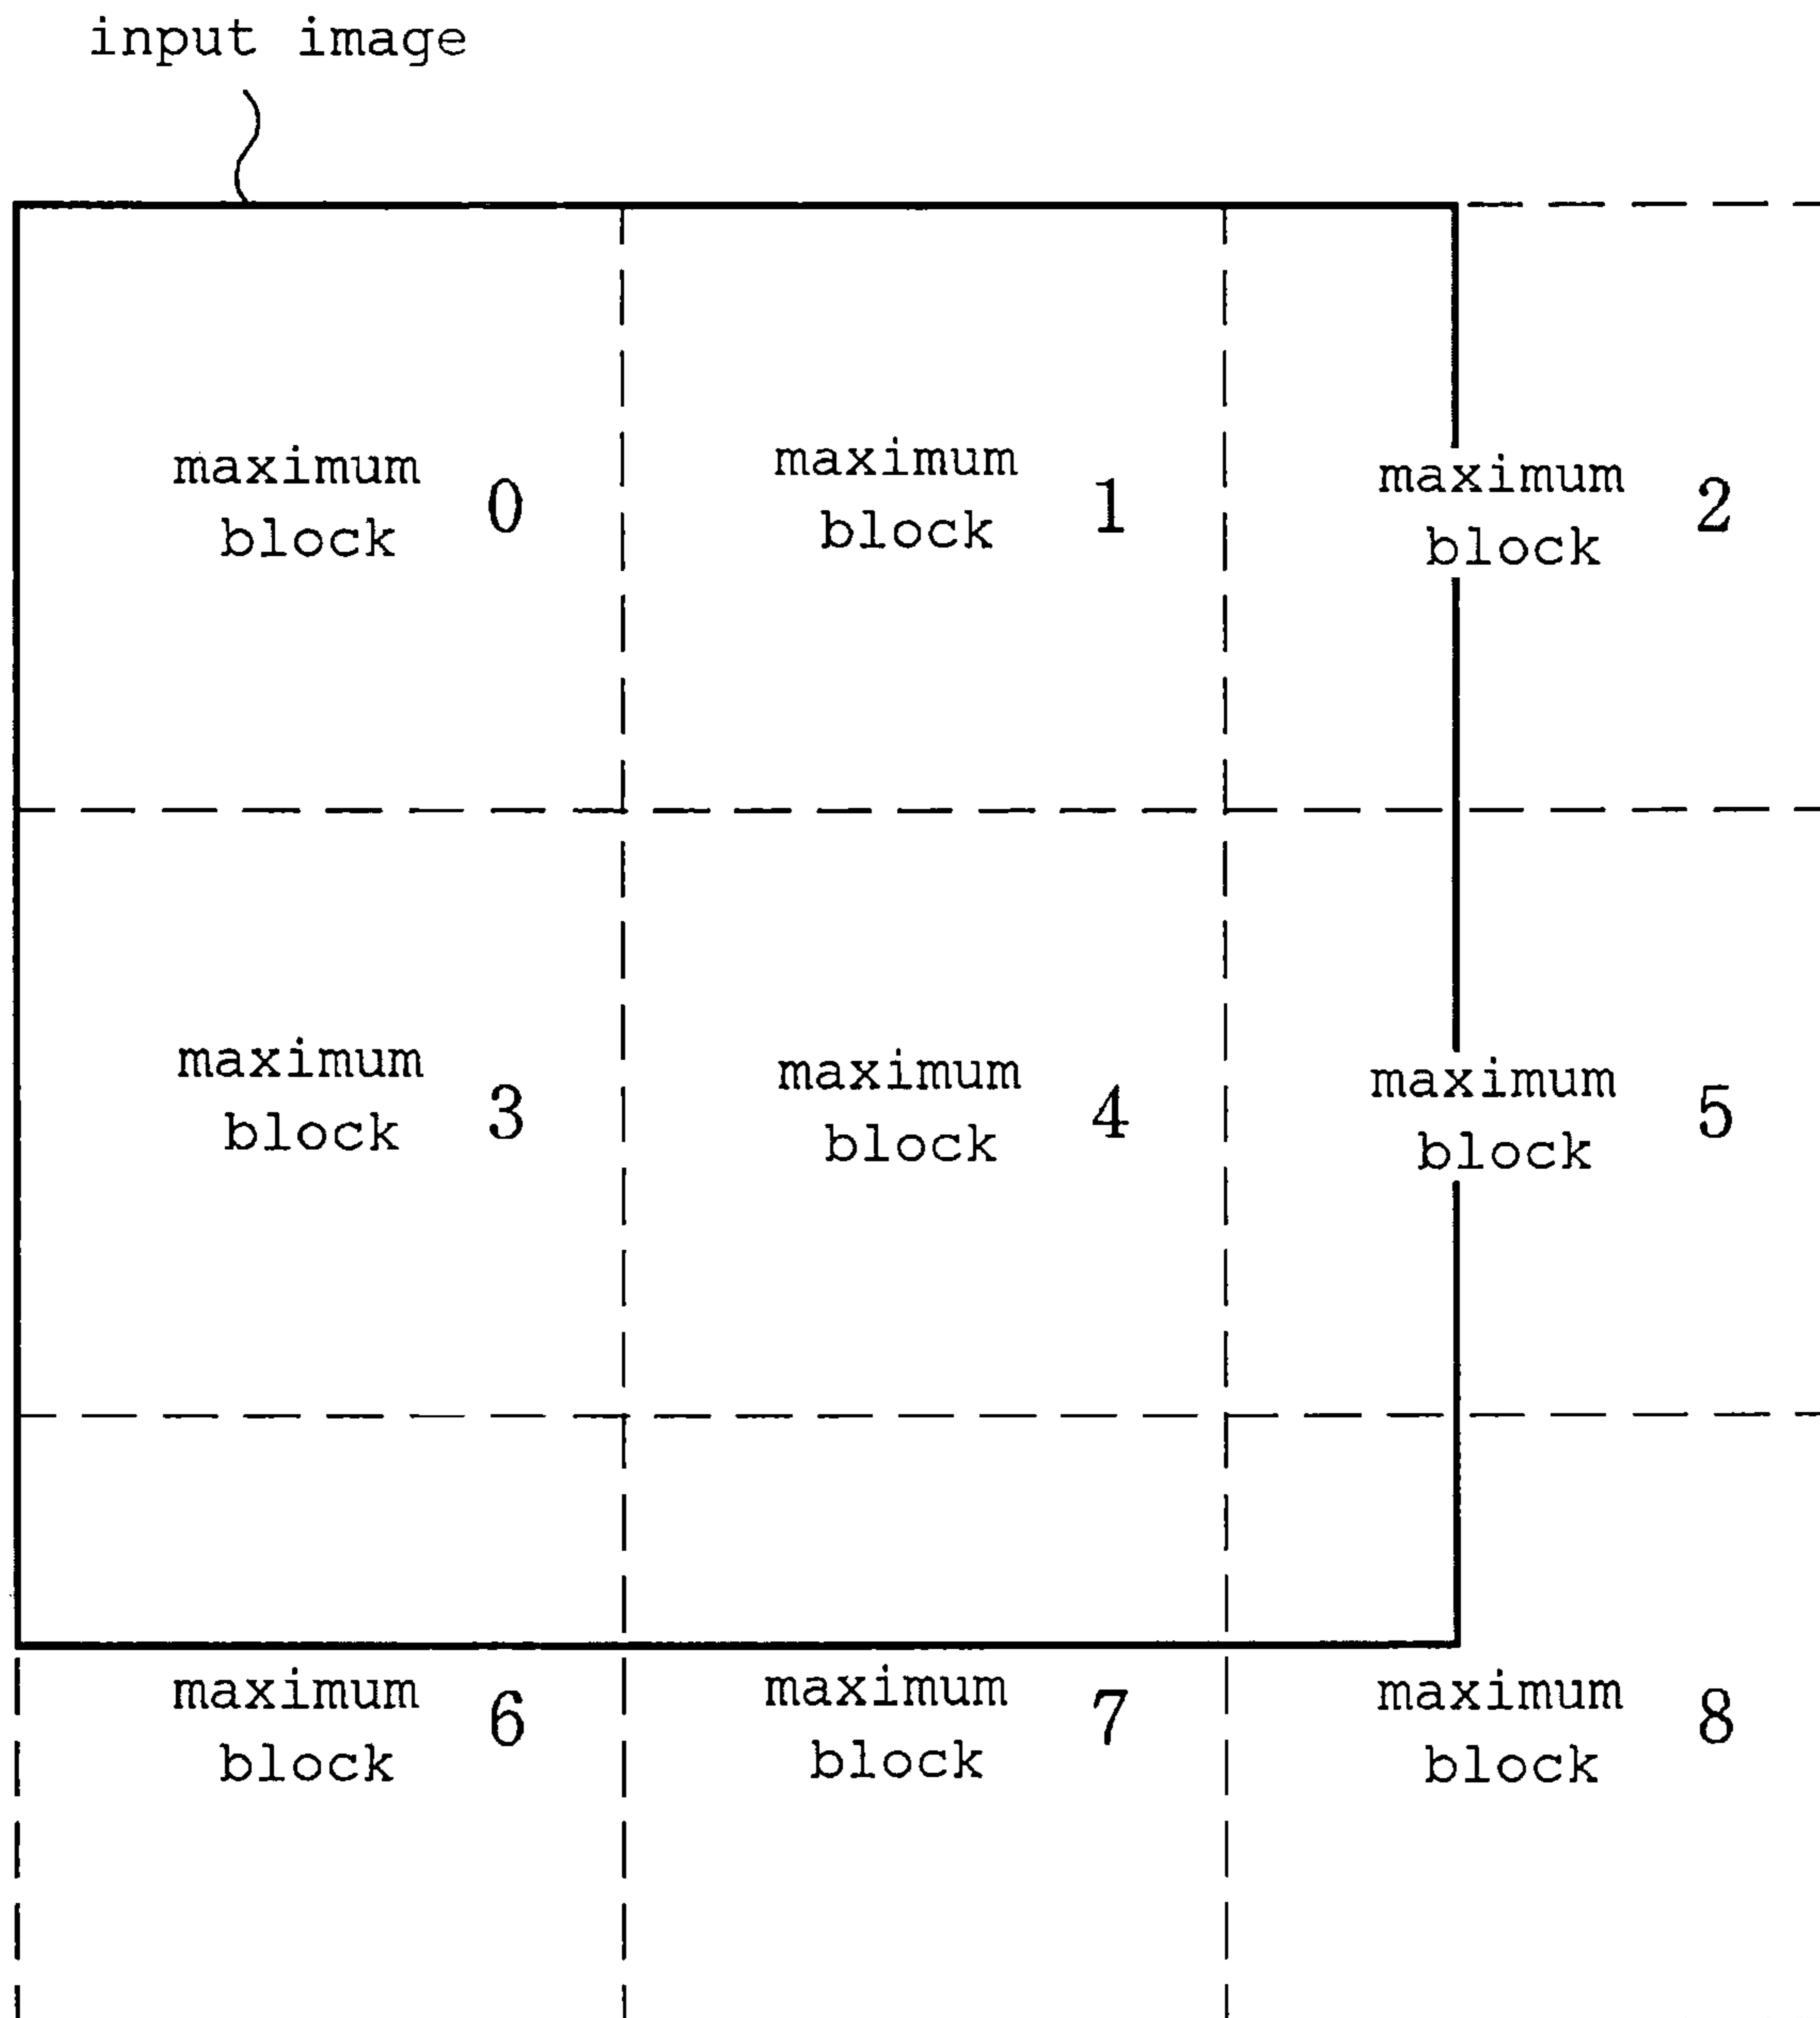 input image
maximum
block 0
maximum
block 1
maximum
block 2
maximum
block 3
maximum
block 4
maximum
block 5
maximum
block 6
maximum
block 7
maximum
block 8